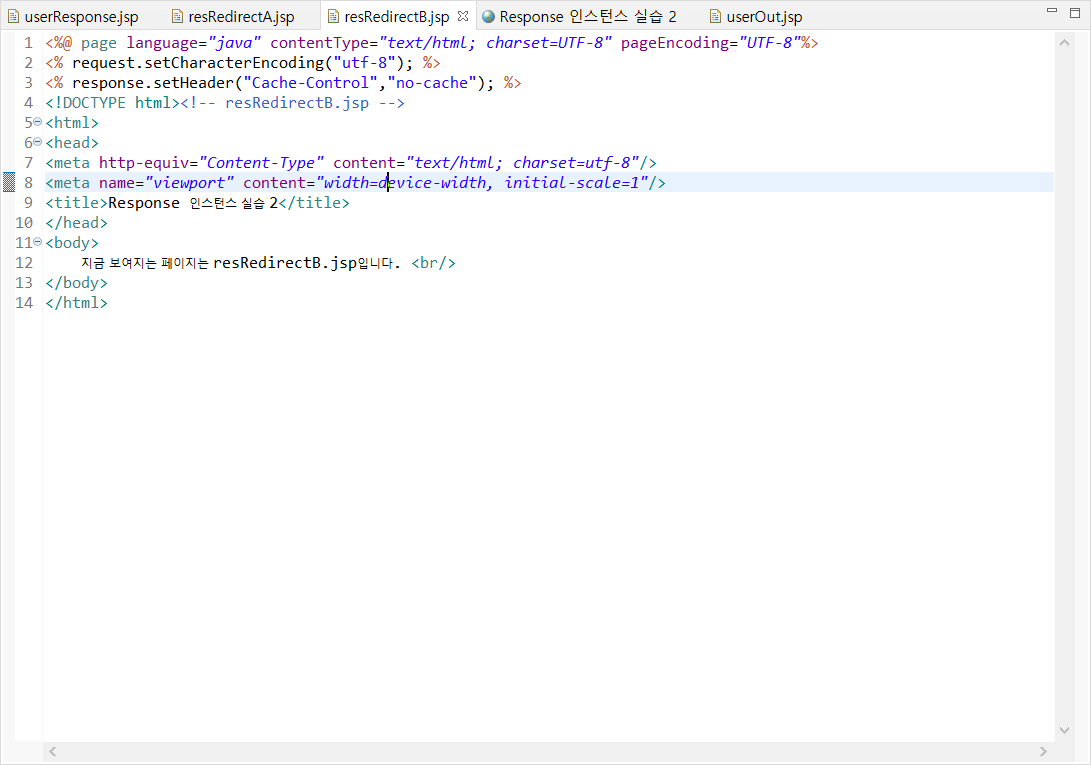 userResponse.jsp resRedirectA.jsp resRedirectB.jsp Response 인스턴스 실습 2 userOut.jsp
1 <%@ page language="java" contentType="text/html; charset=UTF-8" pageEncoding="UTF-8"%>
2 <% request.setCharacterEncoding("utf-8"); %>
3 <% response.setHeader("Cache-Control","no-cache"); %>
4 <!DOCTYPE html><!-- resRedirectB.jsp -->
5 <html>
6 <head>
7 <meta http-equiv="Content-Type" content="text/html; charset=utf-8"/>
8 <meta name="viewport" content="width=device-width, initial-scale=1"/>
9 <title>Response 인스턴스 실습 2</title>
10 </head>
11 <body>
12     지금 보여지는 페이지는 resRedirectB.jsp입니다. <br/>
13 </body>
14 </html>